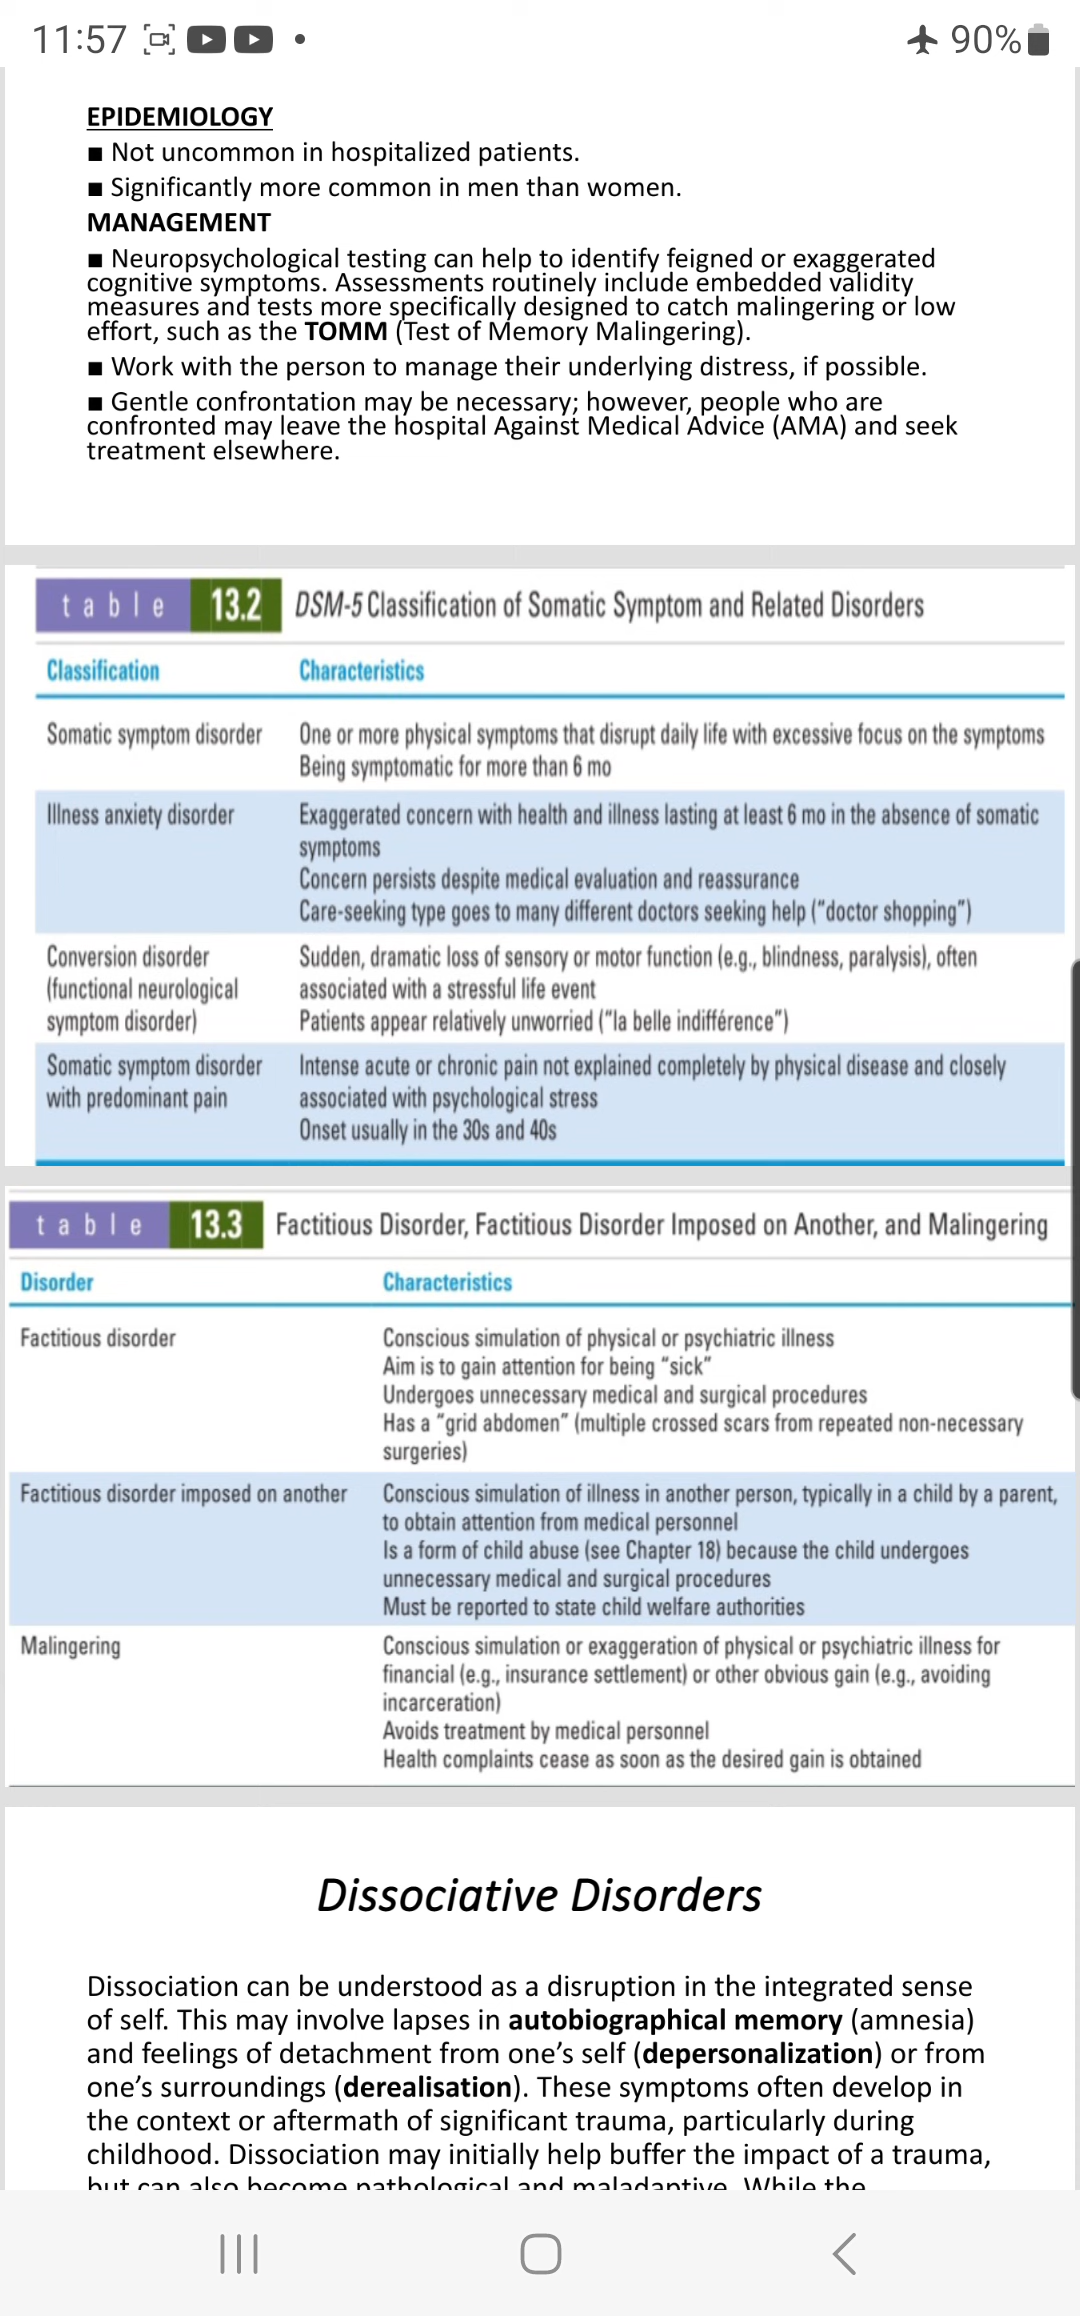 11:57
90%
EPIDEMIOLOGY
■ Not uncommon in hospitalized patients.
■ Significantly more common in men than women.
MANAGEMENT
■ Neuropsychological testing can help to identify feigned or exaggerated
cognitive symptoms. Assessments routinely include embedded validity
measures and tests more specifically designed to catch malingering or low
effort, such as the TOMM (Test of Memory Malingering).
■ Work with the person to manage their underlying distress, if possible.
■ Gentle confrontation may be necessary; however, people who are
confronted may leave the hospital Against Medical Advice (AMA) and seek
treatment elsewhere.
table 13.2 DSM-5 Classification of Somatic Symptom and Related Disorders
Classification Characteristics
Somatic symptom disorder One or more physical symptoms that disrupt daily life with excessive focus on the symptoms
Being symptomatic for more than 6 mo
Illness anxiety disorder Exaggerated concern with health and illness lasting at least 6 mo in the absence of somatic
symptoms
Concern persists despite medical evaluation and reassurance
Care-seeking type goes to many different doctors seeking help ("doctor shopping")
Conversion disorder Sudden, dramatic loss of sensory or motor function (e.g., blindness, paralysis), often
(functional neurological associated with a stressful life event
symptom disorder) Patients appear relatively unworried ("la belle indifférence")
Somatic symptom disorder Intense acute or chronic pain not explained completely by physical disease and closely
with predominant pain associated with psychological stress
Onset usually in the 30s and 40s
table 13.3 Factitious Disorder, Factitious Disorder Imposed on Another, and Malingering
Disorder Characteristics
Factitious disorder Conscious simulation of physical or psychiatric illness
Aim is to gain attention for being "sick"
Undergoes unnecessary medical and surgical procedures
Has a "grid abdomen" (multiple crossed scars from repeated non-necessary
surgeries)
Factitious disorder imposed on another Conscious simulation of illness in another person, typically in a child by a parent,
to obtain attention from medical personnel
Is a form of child abuse (see Chapter 18) because the child undergoes
unnecessary medical and surgical procedures
Must be reported to state child welfare authorities
Malingering Conscious simulation or exaggeration of physical or psychiatric illness for
financial (e.g., insurance settlement) or other obvious gain (e.g., avoiding
incarceration)
Avoids treatment by medical personnel
Health complaints cease as soon as the desired gain is obtained
Dissociative Disorders
Dissociation can be understood as a disruption in the integrated sense
of self. This may involve lapses in autobiographical memory (amnesia)
and feelings of detachment from one's self (depersonalization) or from
one's surroundings (derealisation). These symptoms often develop in
the context or aftermath of significant trauma, particularly during
childhood. Dissociation may initially help buffer the impact of a trauma,
but can also become pathological and maladaptive. While the